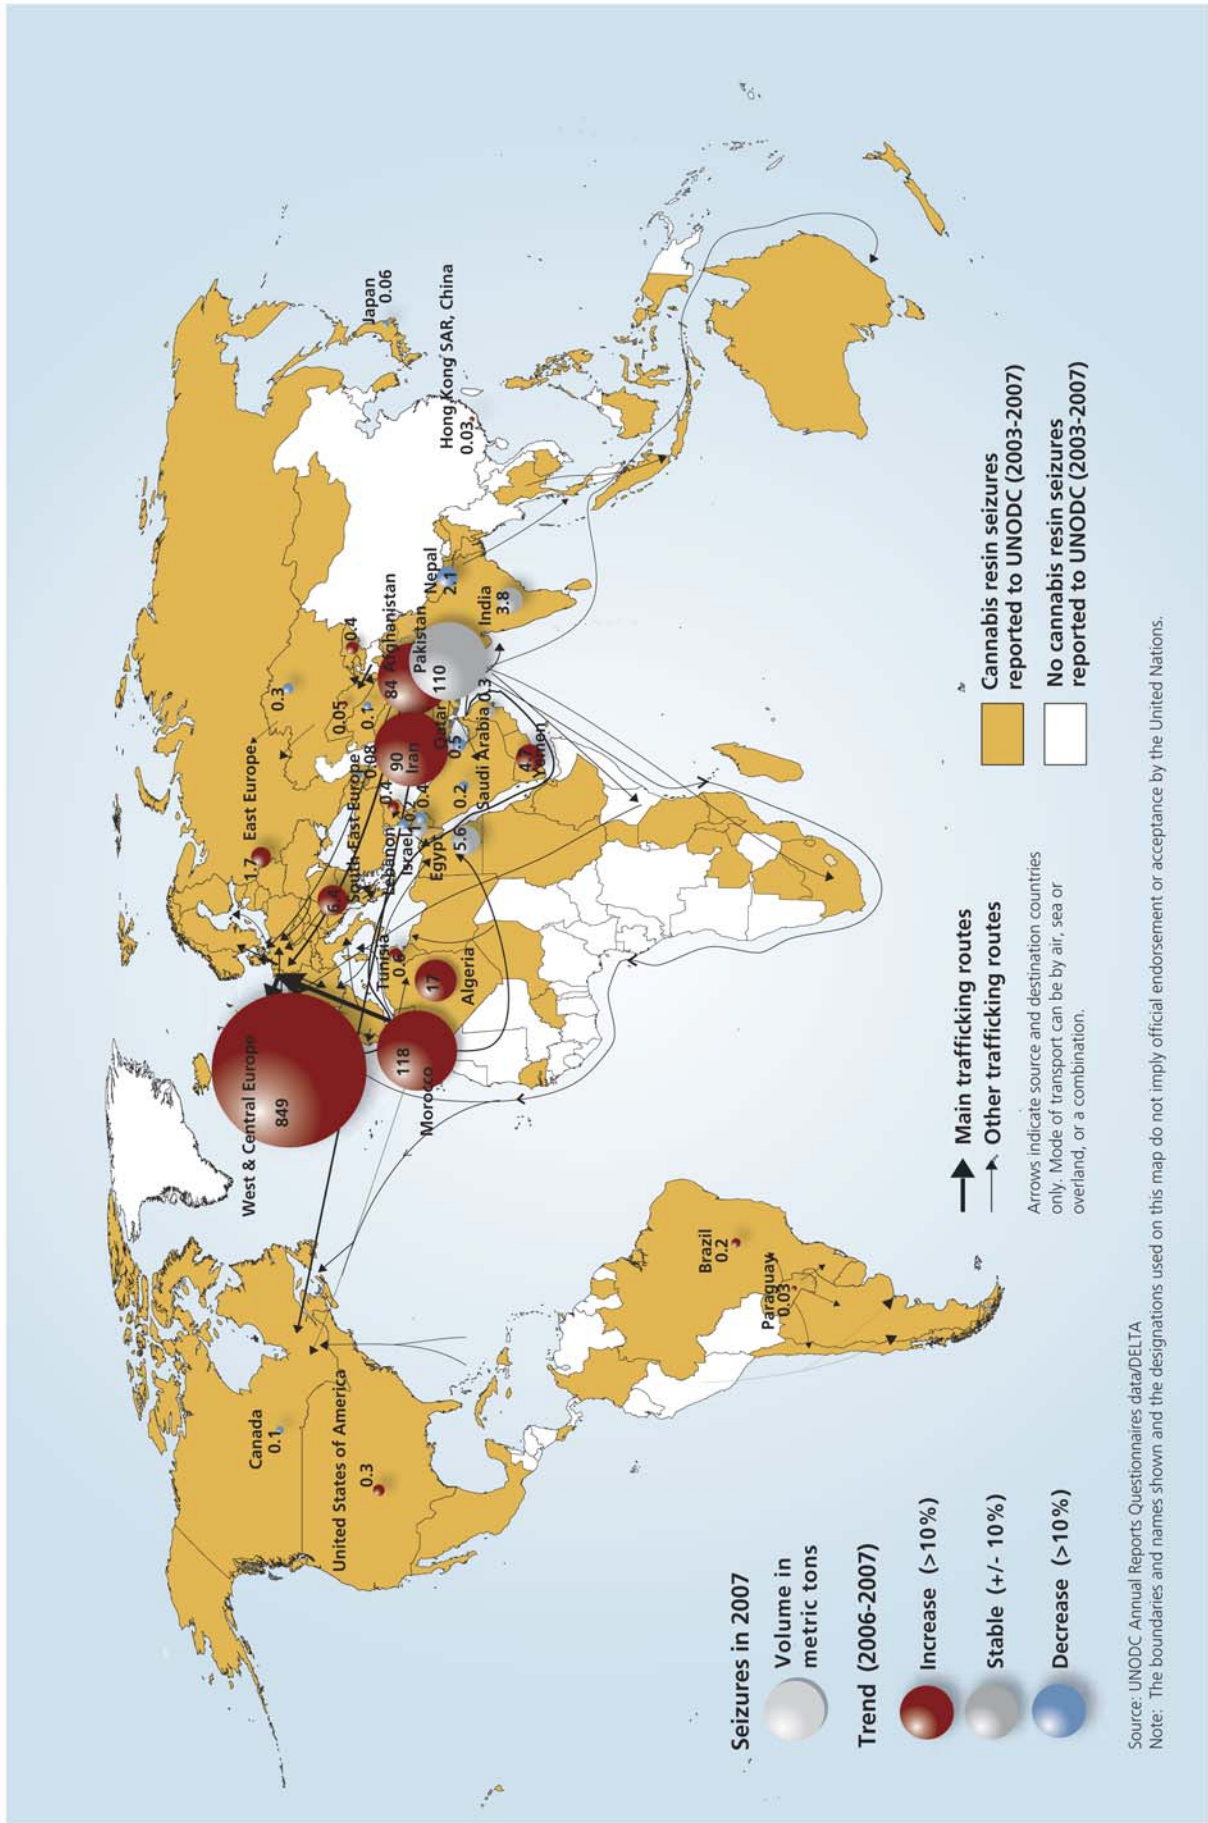 West & Central Europe
849
East Europe
1.7
South-East Europe
6.4
0.3
0.05
0.1
0.08
0.4
0.4
Canada
0.1
United States of America
0.3
Morocco
118
Algeria
17
Tunisia
Lebanon
0.2
Israel
0.4
Egypt
5.6
0.2
Saudi Arabia
0.3
Qatar
0.5
Yemen
4.7
90
Iran
84
Afghanistan
Pakistan
110
Nepal
2.1
India
3.8
Hong Kong SAR, China
0.03
Japan
0.06
Brazil
0.2
Paraguay
0.03
Seizures in 2007
Volume in
metric tons
Trend (2006-2007)
Increase (>10%)
Stable (+/- 10%)
Decrease (>10%)
Main trafficking routes
Other trafficking routes
Arrows indicate source and destination countries
only. Mode of transport can be by air, sea or
overland, or a combination.
Cannabis resin seizures
reported to UNODC (2003-2007)
No cannabis resin seizures
reported to UNODC (2003-2007)
Source: UNODC Annual Reports Questionnaires data/DELTA
Note: The boundaries and names shown and the designations used on this map do not imply official endorsement or acceptance by the United Nations.